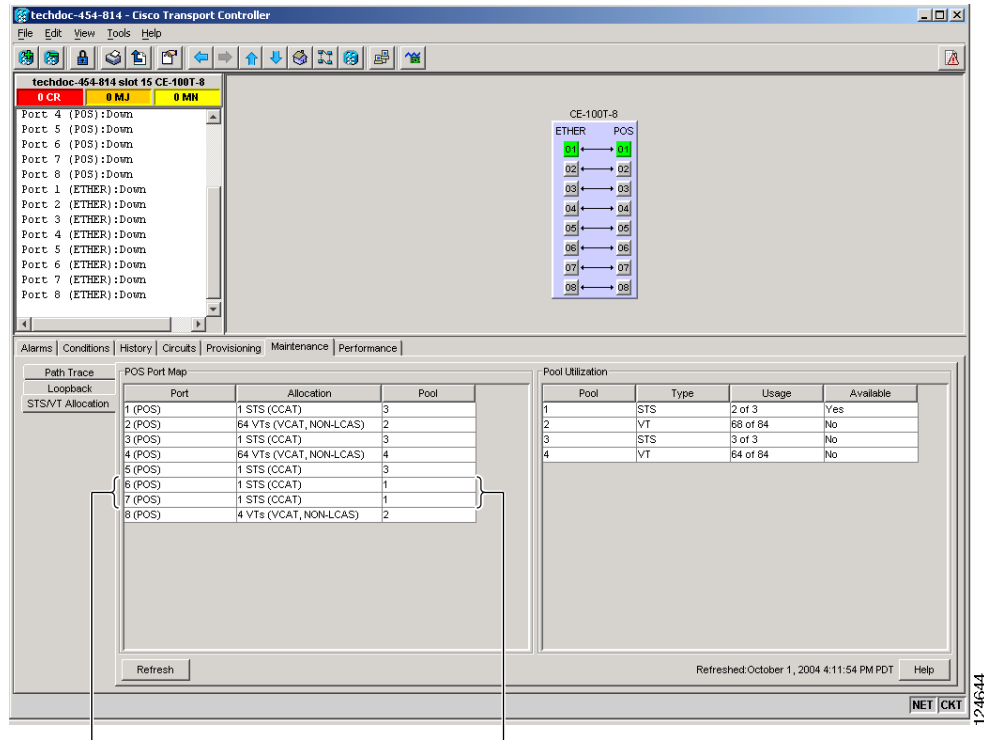 techdoc-454-814 - Cisco Transport Controller
File Edit View Tools Help
techdoc-454-814 slot 15 CE-100T-8
0 CR 0 MJ 0 MN
Port 4 (POS):Down
Port 5 (POS):Down
Port 6 (POS):Down
Port 7 (POS):Down
Port 8 (POS):Down
Port 1 (ETHER):Down
Port 2 (ETHER):Down
Port 3 (ETHER):Down
Port 4 (ETHER):Down
Port 5 (ETHER):Down
Port 6 (ETHER):Down
Port 7 (ETHER):Down
Port 8 (ETHER):Down
CE-100T-8
ETHER POS
01 01
02 02
03 03
04 04
05 05
06 06
07 07
08 08
Alarms Conditions History Circuits Provisioning Maintenance Performance
Path Trace
Loopback
STS/VT Allocation
POS Port Map
Port Allocation Pool
1 (POS) 1 STS (CCAT) 3
2 (POS) 64 VTs (VCAT, NON-LCAS) 2
3 (POS) 1 STS (CCAT) 3
4 (POS) 64 VTs (VCAT, NON-LCAS) 4
5 (POS) 1 STS (CCAT) 3
6 (POS) 1 STS (CCAT) 1
7 (POS) 1 STS (CCAT) 1
8 (POS) 4 VTs (VCAT, NON-LCAS) 2
Refresh
Pool Utilization
Pool Type Usage Available
1 STS 2 of 3 Yes
2 VT 68 of 84 No
3 STS 3 of 3 No
4 VT 64 of 84 No
Refreshed:October 1, 2004 4:11:54 PM PDT Help
NET CKT
124644